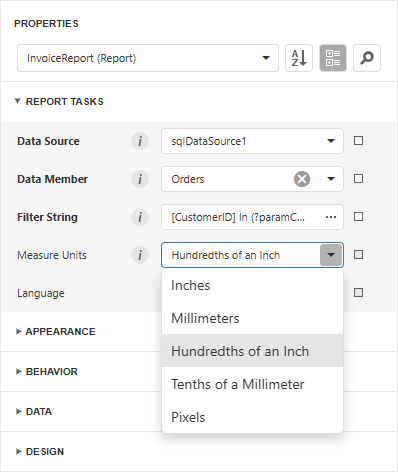 PROPERTIES
InvoiceReport (Report)
A Z
REPORT TASKS
Data Source i sqlDataSource1
Data Member i Orders
Filter String i [CustomerID] In (?paramC... ...
Measure Units i Hundredths of an Inch
Language
Inches
Millimeters
Hundredths of an Inch
Tenths of a Millimeter
Pixels
APPEARANCE
BEHAVIOR
DATA
DESIGN